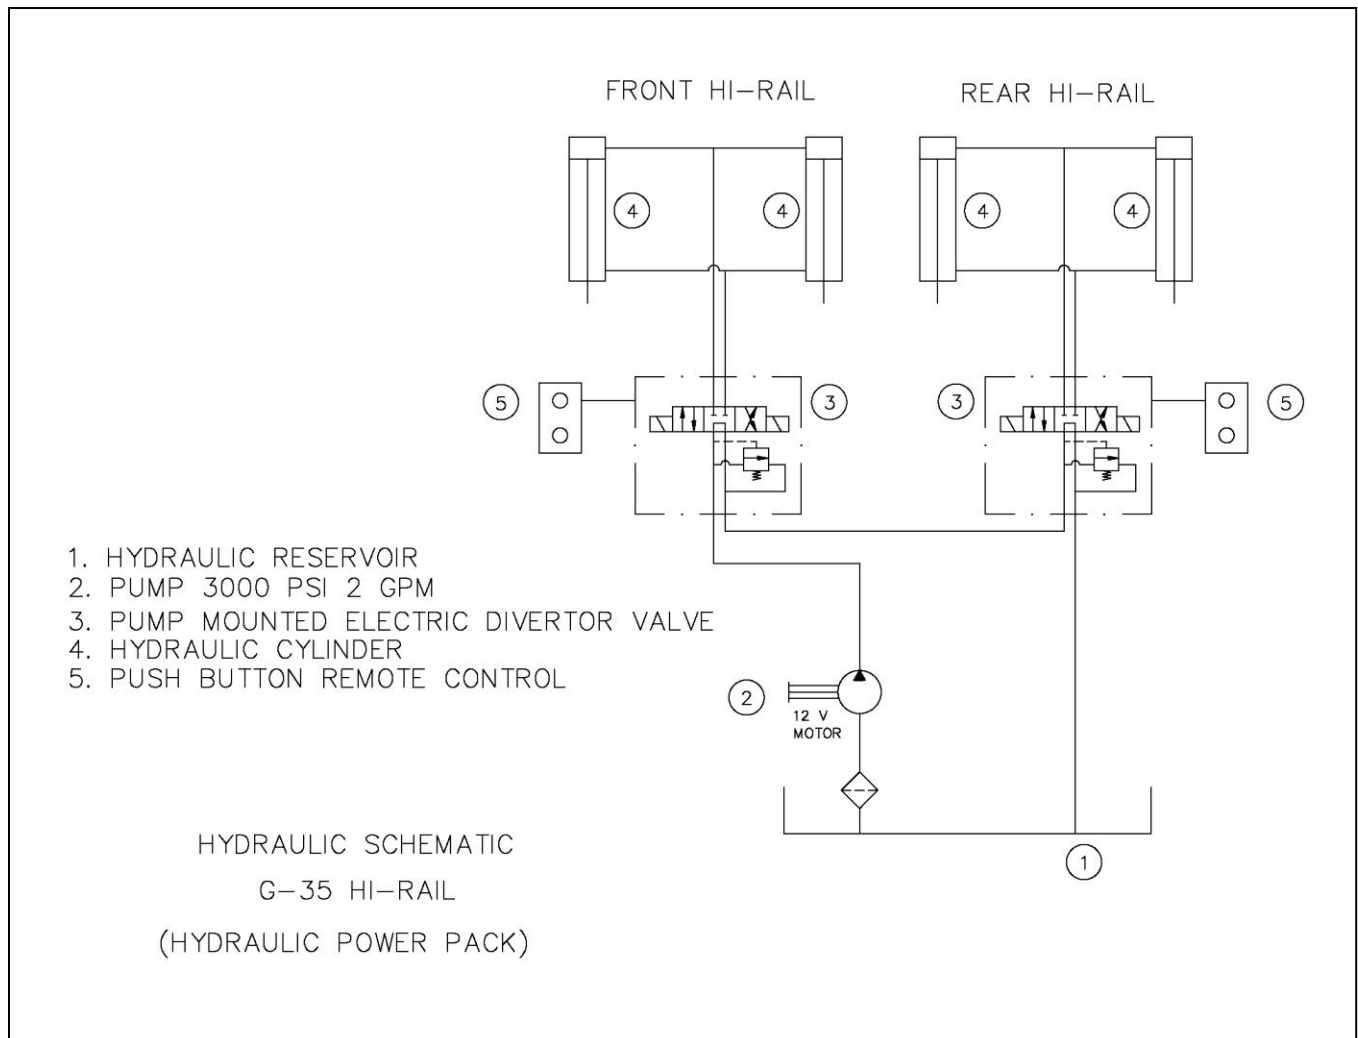 FRONT HI-RAIL
REAR HI-RAIL
4
4
4
4
5
3
3
5
1. HYDRAULIC RESERVOIR
2. PUMP 3000 PSI 2 GPM
3. PUMP MOUNTED ELECTRIC DIVERTOR VALVE
4. HYDRAULIC CYLINDER
5. PUSH BUTTON REMOTE CONTROL
2
12 V
MOTOR
1
HYDRAULIC SCHEMATIC
G-35 HI-RAIL
(HYDRAULIC POWER PACK)